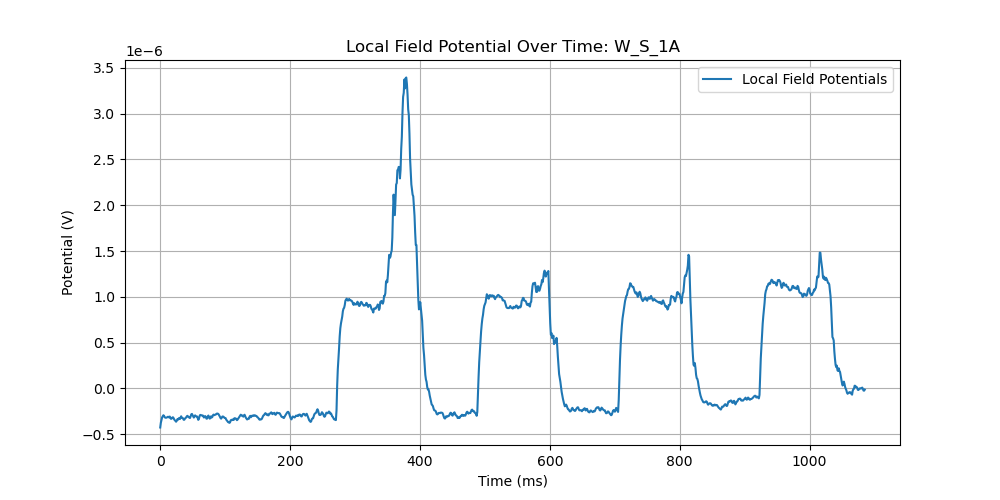 Local Field Potential Over Time: W_S_1A
1e−6
Local Field Potentials
3.5
3.0
2.5
2.0
1.5
1.0
0.5
0.0
−0.5
Potential (V)
0 200 400 600 800 1000
Time (ms)